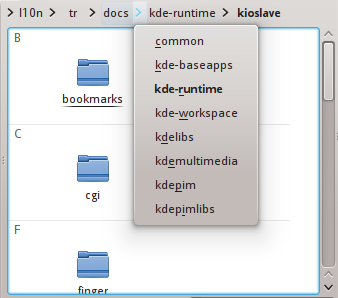 l10n tr docs kde-runtime kioslave
B
bookmarks
C
cgi
F
finger
common
kde-baseapps
kde-runtime
kde-workspace
kdelibs
kdemultimedia
kdepim
kdepimlibs